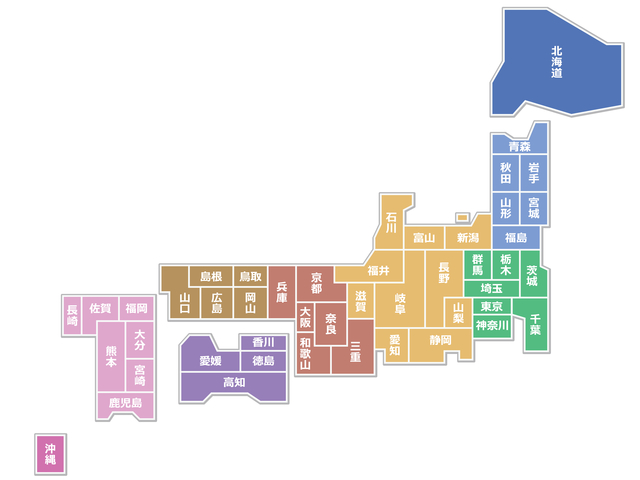 北海道
青森
秋田
岩手
山形
宮城
福島
石川
富山
新潟
福井
長野
岐阜
群馬
栃木
茨城
埼玉
東京
千葉
神奈川
山梨
静岡
愛知
滋賀
三重
京都
兵庫
大阪
奈良
和歌山
鳥取
島根
岡山
広島
山口
香川
愛媛
徳島
高知
福岡
佐賀
長崎
大分
熊本
宮崎
鹿児島
沖縄